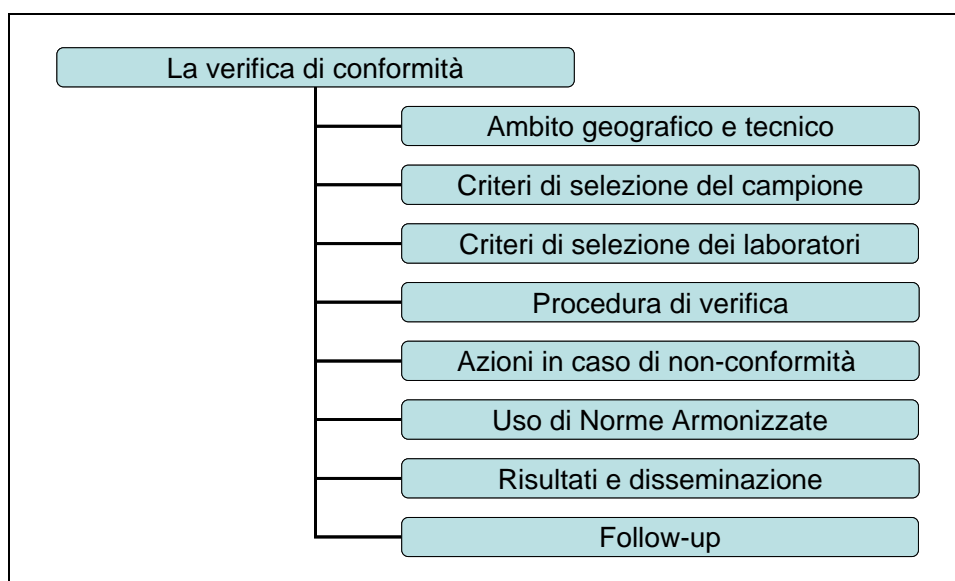 La verifica di conformità
Ambito geografico e tecnico
Criteri di selezione del campione
Criteri di selezione dei laboratori
Procedura di verifica
Azioni in caso di non-conformità
Uso di Norme Armonizzate
Risultati e disseminazione
Follow-up